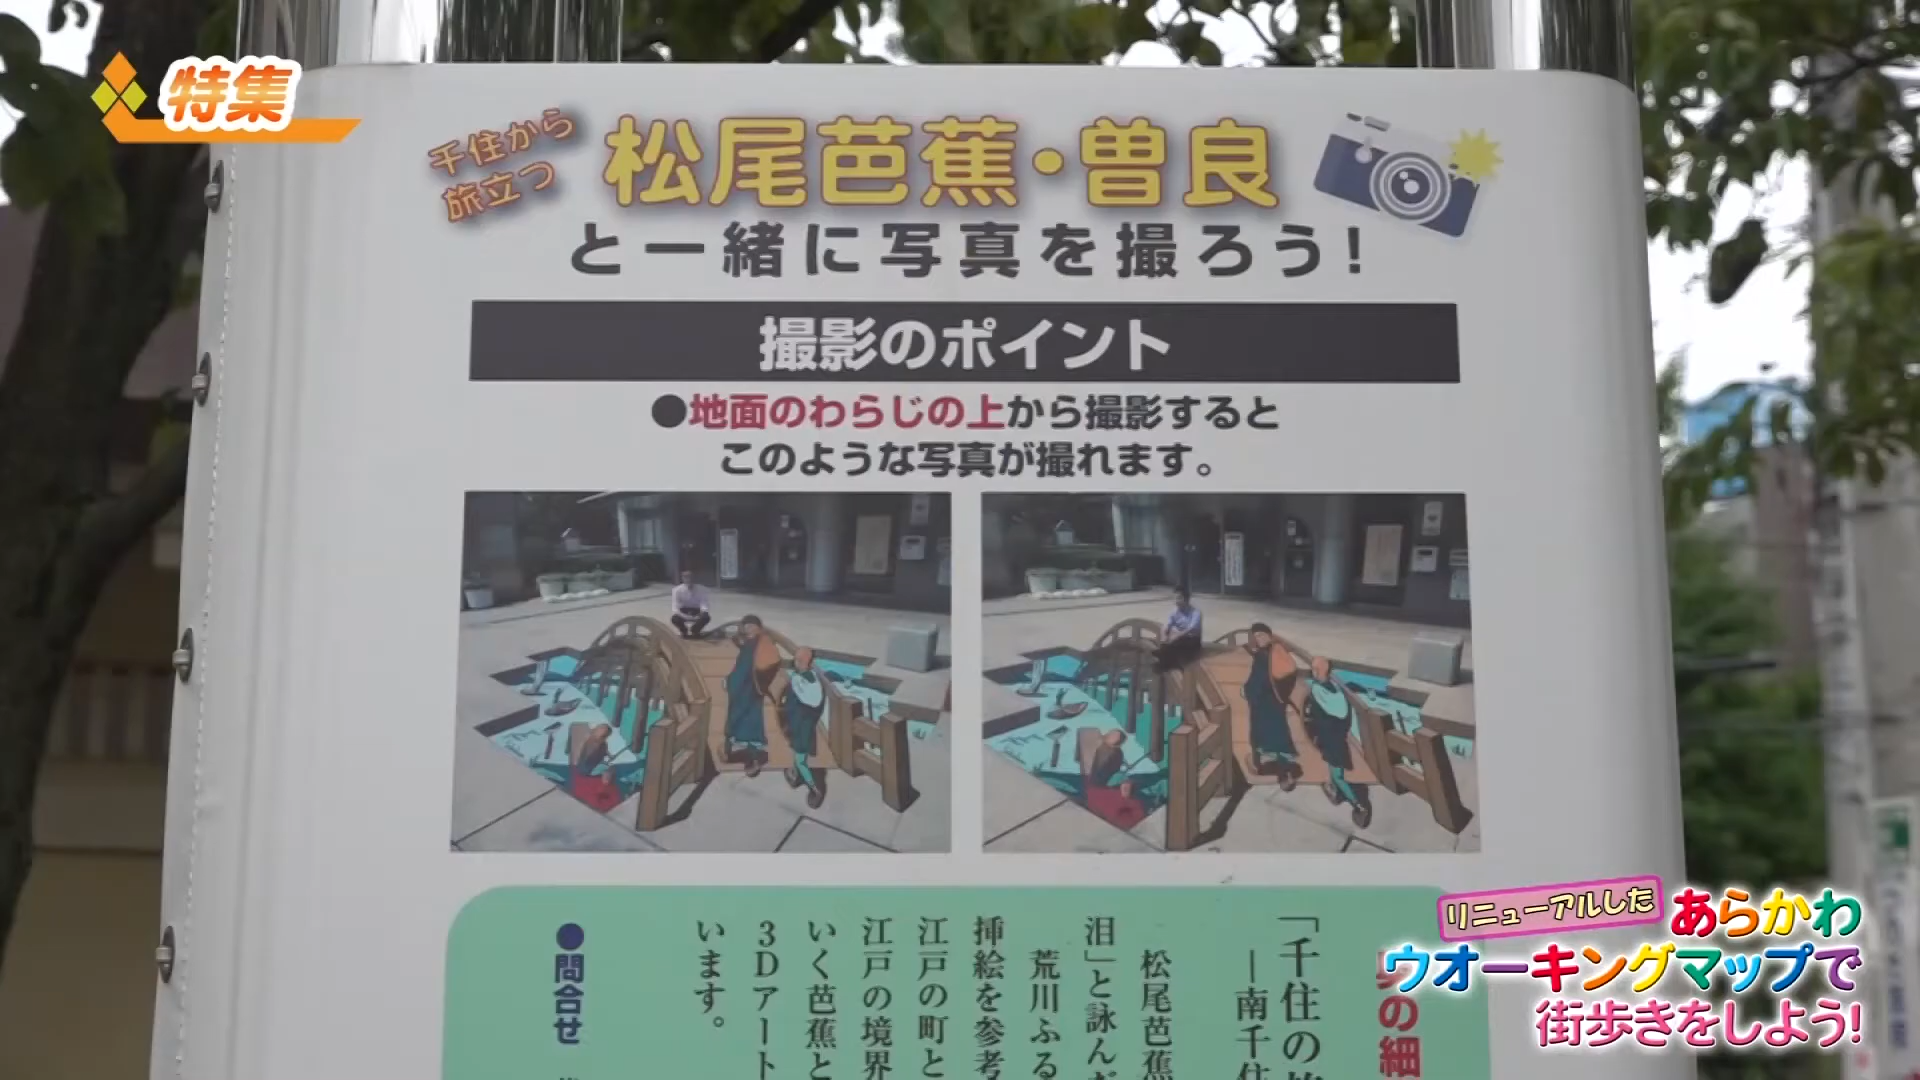 特集
千住から
旅立つ
松尾芭蕉・曽良
と一緒に写真を撮ろう!
撮影のポイント
●地面のわらじの上から撮影すると
このような写真が撮れます。
の細
「千住の
―南千住
松尾芭蕉
泪」と詠んだ
荒川ふる
挿絵を参考
江戸の町と
江戸の境界
いく芭蕉と
3Dアート
います。
●問合せ
リニューアルした
あらかわ
ウオーキングマップで
街歩きをしよう!